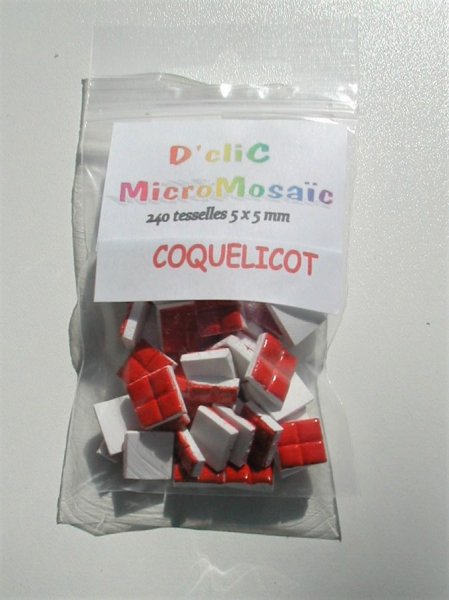 D'cliC
MicroMosaïc
240 tesselles 5 x 5 mm
COQUELICOT